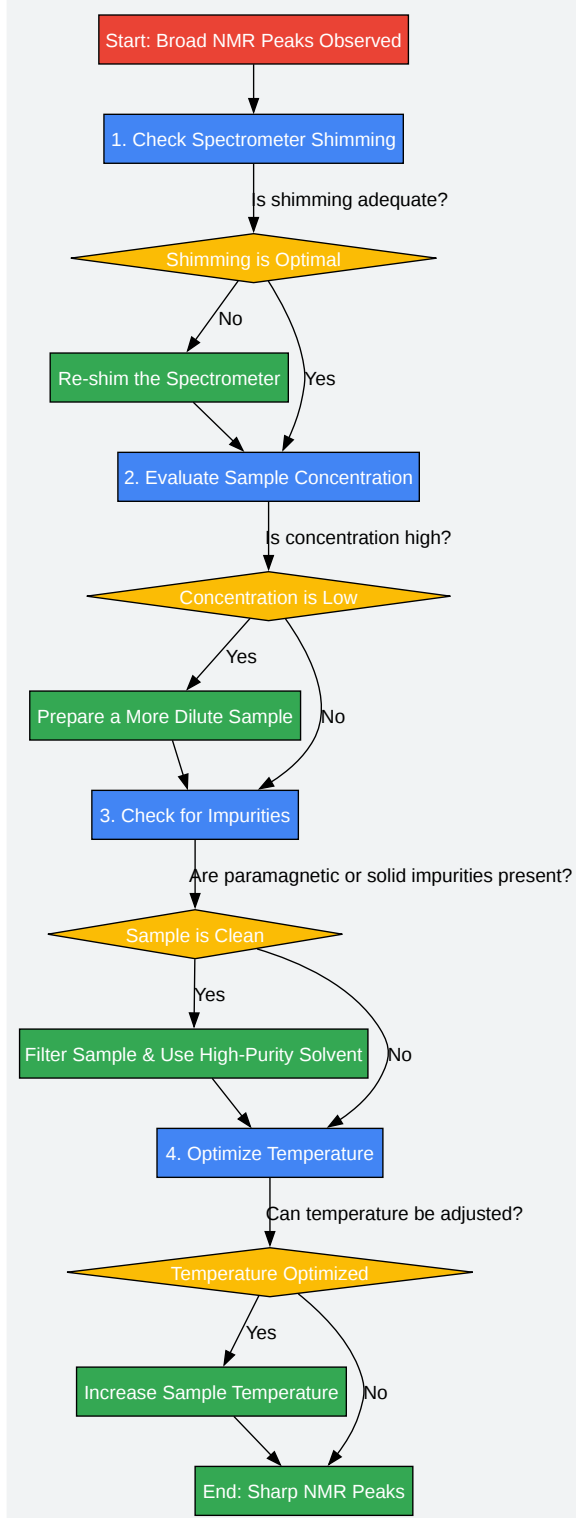 Start: Broad NMR Peaks Observed
1. Check Spectrometer Shimming
Is shimming adequate?
Shimming is Optimal
No
Re-shim the Spectrometer
Yes
2. Evaluate Sample Concentration
Is concentration high?
Concentration is Low
Yes
Prepare a More Dilute Sample
No
3. Check for Impurities
Are paramagnetic or solid impurities present?
Sample is Clean
Yes
Filter Sample & Use High-Purity Solvent
No
4. Optimize Temperature
Can temperature be adjusted?
Temperature Optimized
Yes
Increase Sample Temperature
No
End: Sharp NMR Peaks